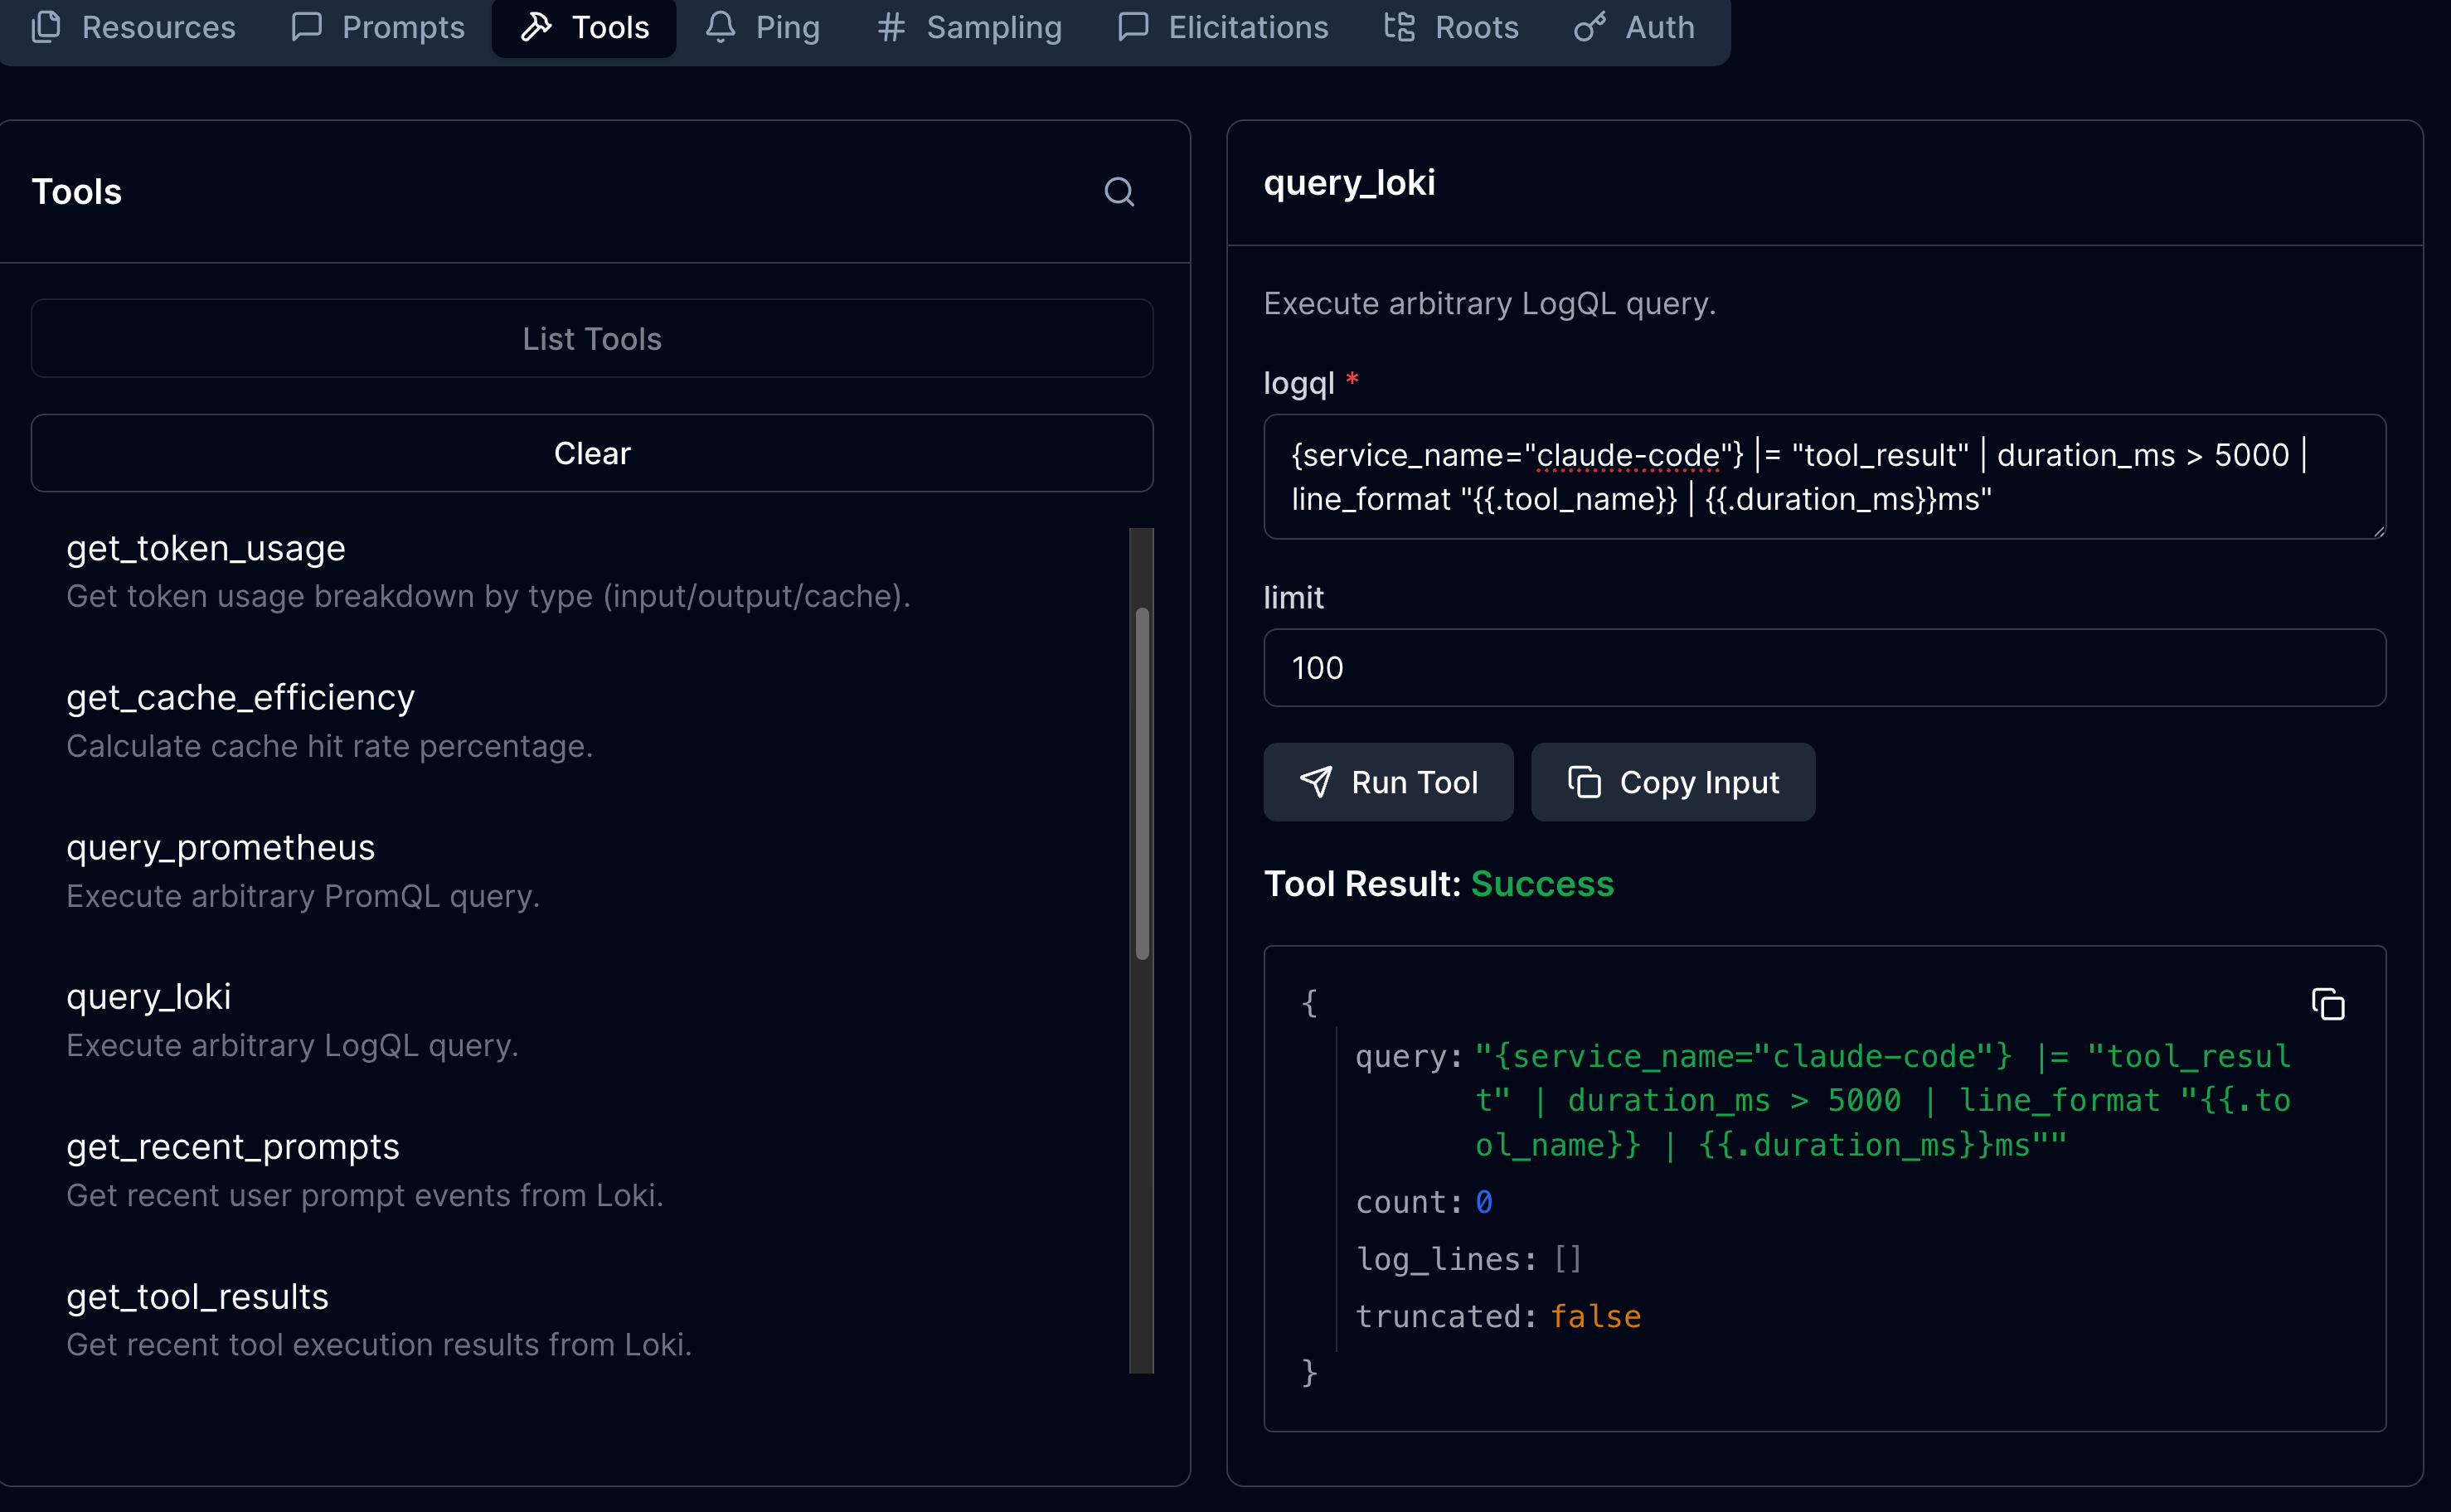 Resources Prompts Tools Ping Sampling Elicitations Roots Auth
Tools
List Tools
Clear
get_token_usage
Get token usage breakdown by type (input/output/cache).
get_cache_efficiency
Calculate cache hit rate percentage.
query_prometheus
Execute arbitrary PromQL query.
query_loki
Execute arbitrary LogQL query.
get_recent_prompts
Get recent user prompt events from Loki.
get_tool_results
Get recent tool execution results from Loki.
query_loki
Execute arbitrary LogQL query.
logql *
{service_name="claude-code"} |= "tool_result" | duration_ms > 5000 |
line_format "{{.tool_name}} | {{.duration_ms}}ms"
limit
100
Run Tool Copy Input
Tool Result: Success
{
query: "{service_name="claude-code"} |= "tool_resul
t" | duration_ms > 5000 | line_format "{{.to
ol_name}} | {{.duration_ms}}ms""
count: 0
log_lines: []
truncated: false
}